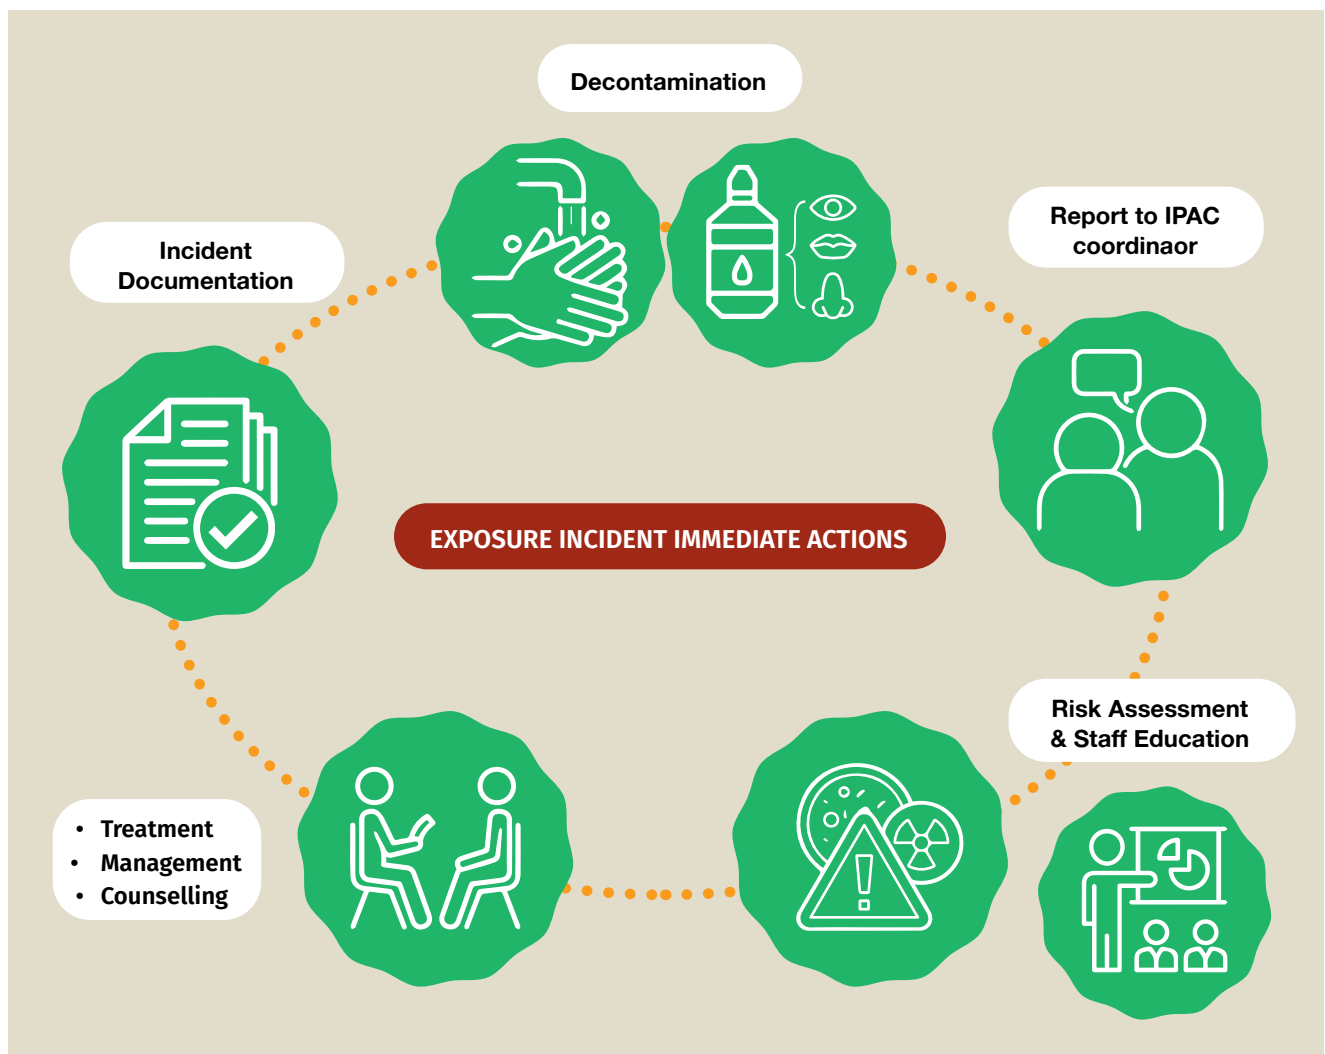 Decontamination
Report to IPAC
coordinaor
Incident
Documentation
EXPOSURE INCIDENT IMMEDIATE ACTIONS
Risk Assessment
& Staff Education
• Treatment
• Management
• Counselling